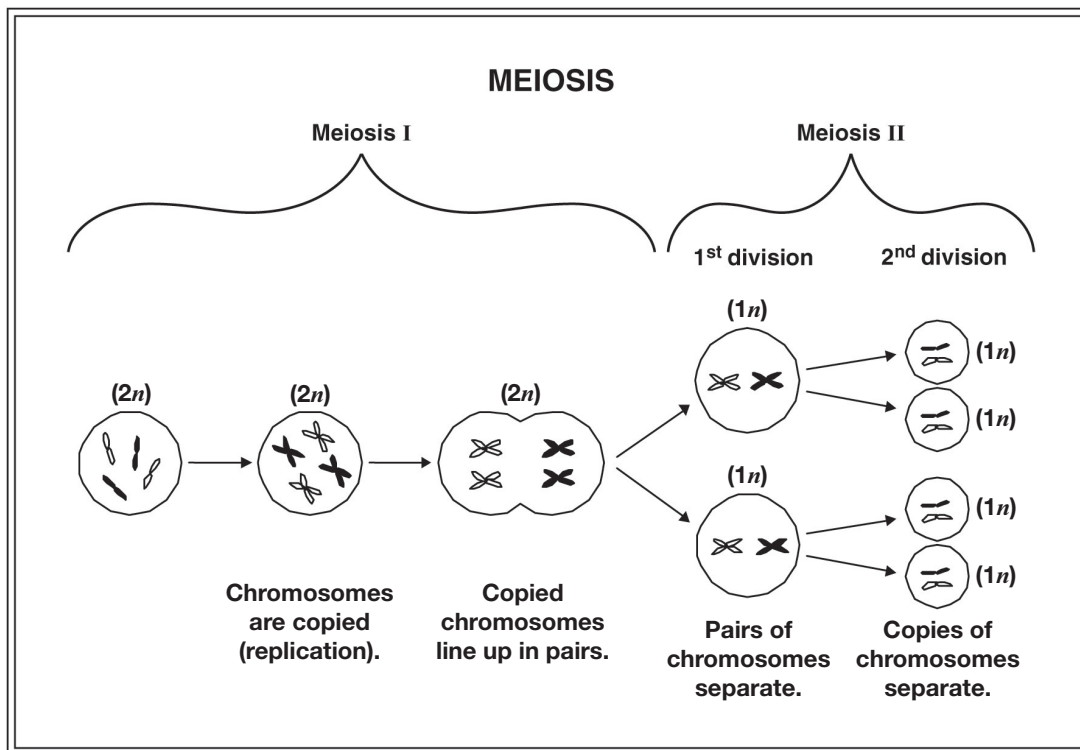 MEIOSIS
Meiosis I
Meiosis II
1st division
2nd division
(2n)
(2n)
(2n)
(1n)
(1n)
(1n)
(1n)
(1n)
(1n)
Chromosomes
are copied
(replication).
Copied
chromosomes
line up in pairs.
Pairs of
chromosomes
separate.
Copies of
chromosomes
separate.